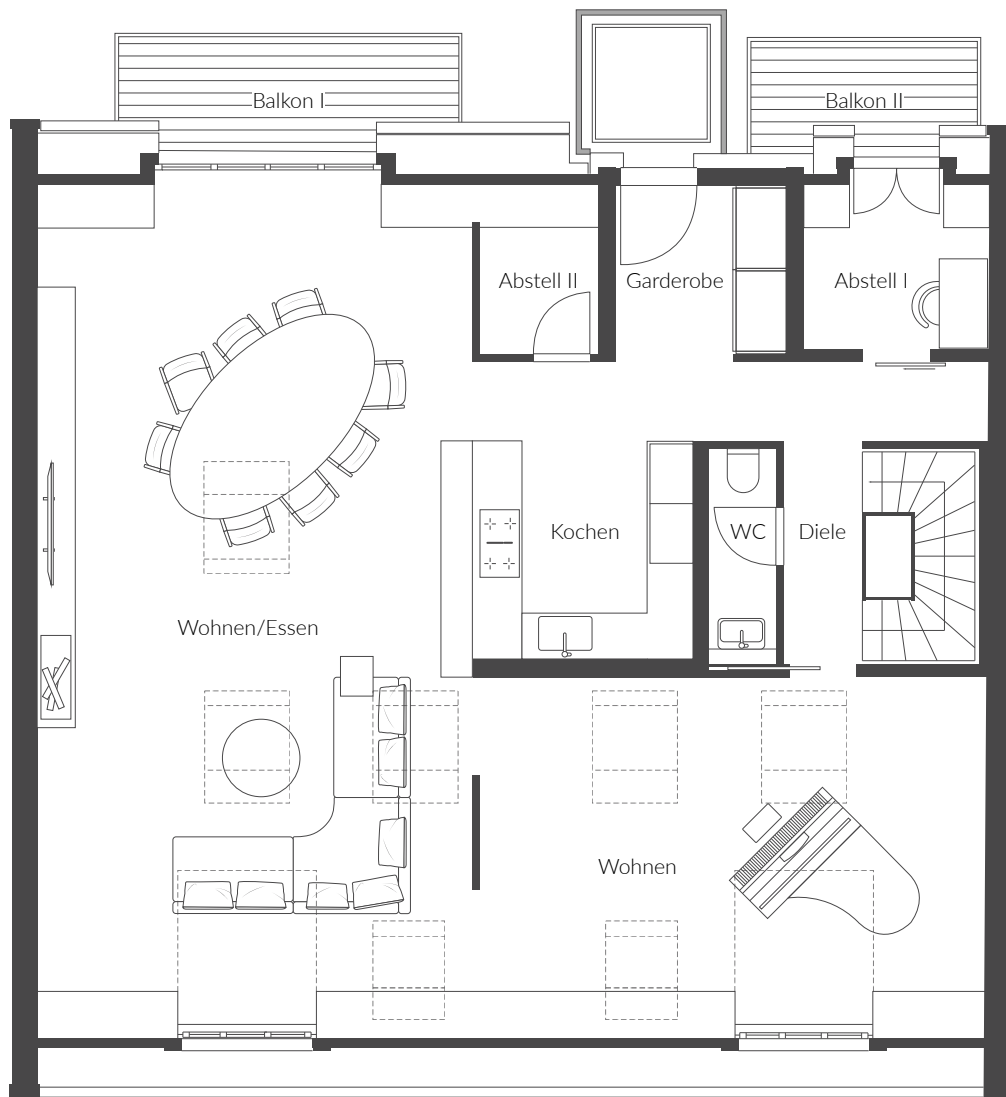 Balkon I
Balkon II
Abstell II
Garderobe
Abstell I
Kochen
WC
Diele
Wohnen/Essen
Wohnen